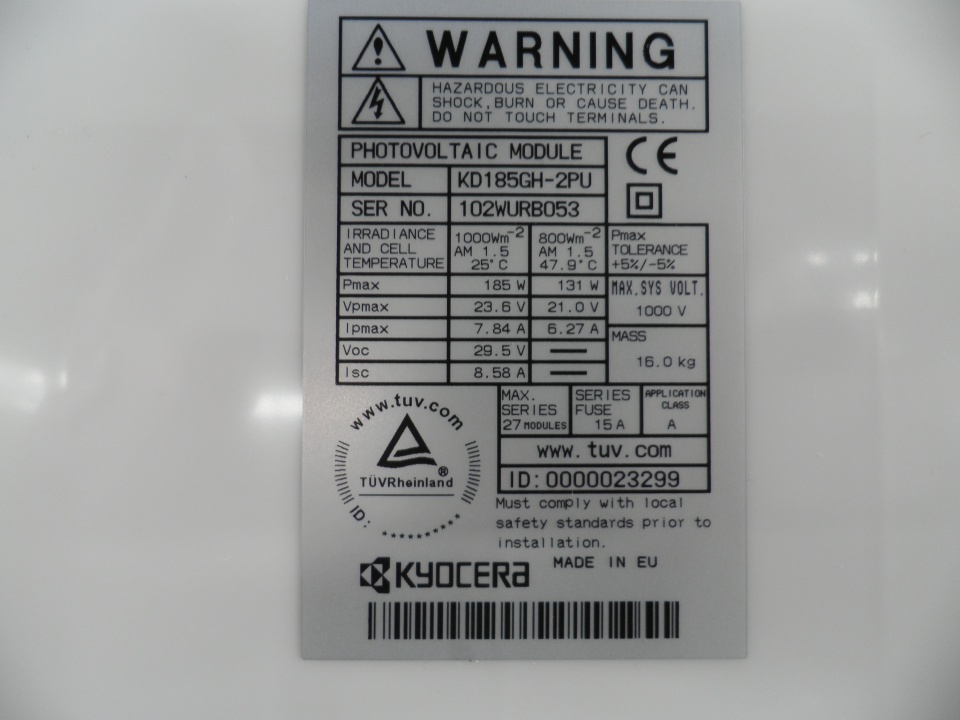 WARNING
HAZARDOUS ELECTRICITY CAN
SHOCK, BURN OR CAUSE DEATH.
DO NOT TOUCH TERMINALS.
PHOTOVOLTAIC MODULE
MODEL KD185GH-2PU
SER NO. 102WURB053
IRRADIANCE AND CELL TEMPERATURE 1000Wm-2 AM 1.5 25°C 800Wm-2 AM 1.5 47.9°C
Pmax 185 W 131 W
Vpmax 23.6 V 21.0 V
Ipmax 7.84 A 6.27 A
Voc 29.5 V —
Isc 8.58 A —
CE
Pmax
TOLERANCE
+5%/-5%
MAX.SYS VOLT.
1000 V
MASS
16.0 kg
MAX. SERIES 27 MODULES
SERIES FUSE 15 A
APPLICATION CLASS A
www.tuv.com
ID:0000023299
www.tuv.com
TÜVRheinland®
ID: **********
Must comply with local
safety standards prior to
installation.
MADE IN EU
KYOCERA